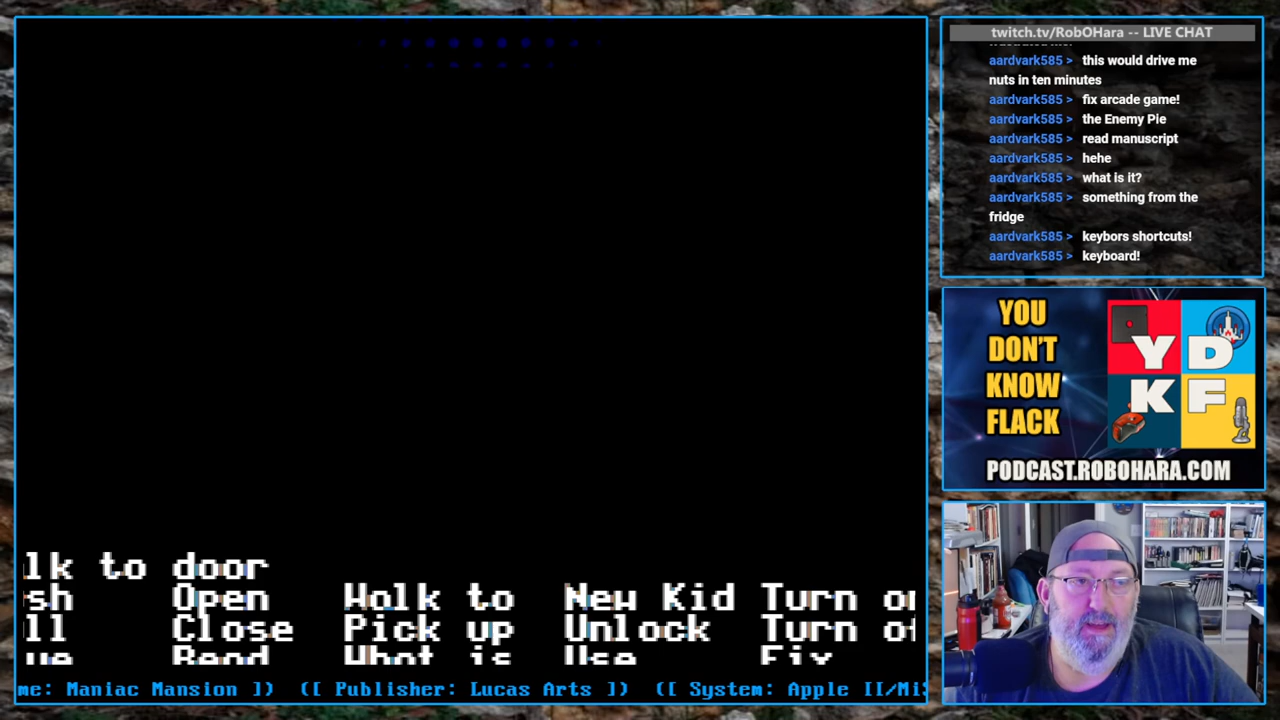 lk to door
sh Open Walk to New Kid Turn on
ll Close Pick up Unlock Turn of
ve Read What is Use Fix
me: Maniac Mansion ]) ([ Publisher: Lucas Arts ]) ([ System: Apple II/MiS
twitch.tv/RobOHara -- LIVE CHAT
aardvark585 > this would drive me
nuts in ten minutes
aardvark585 > fix arcade game!
aardvark585 > the Enemy Pie
aardvark585 > read manuscript
aardvark585 > hehe
aardvark585 > what is it?
aardvark585 > something from the
fridge
aardvark585 > keybors shortcuts!
aardvark585 > keyboard!
YOU
DON'T
KNOW
FLACK
Y D
K F
PODCAST.ROBOHARA.COM